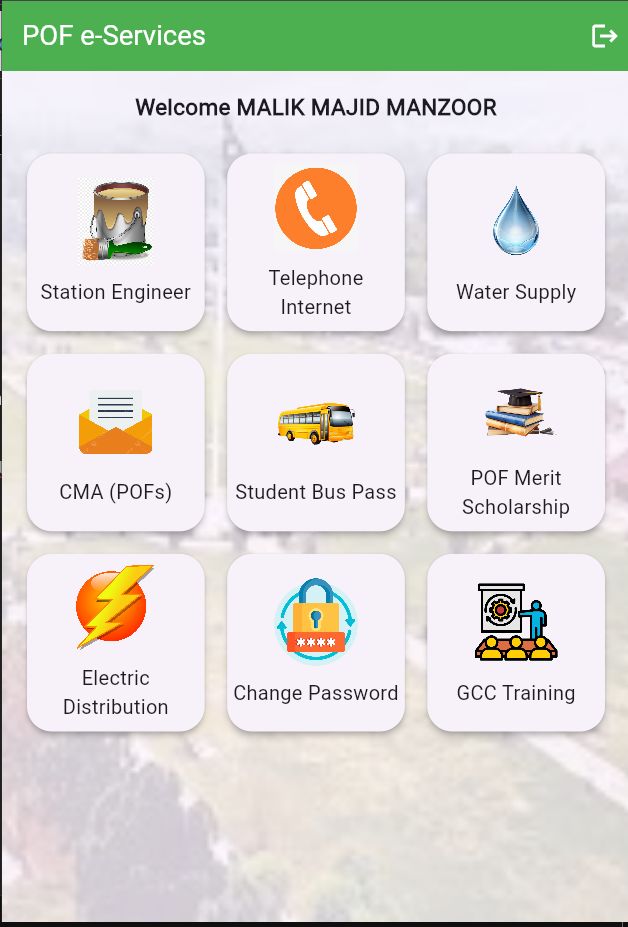 POF e-Services
Welcome MALIK MAJID MANZOOR
Station Engineer
Telephone
Internet
Water Supply
CMA (POFs)
Student Bus Pass
POF Merit
Scholarship
Electric
Distribution
****
Change Password
GCC Training